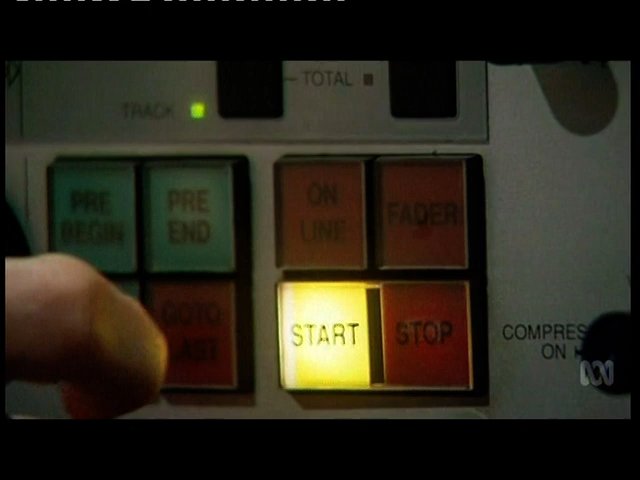 TOTAL
TRACK
PRE
BEGIN
PRE
END
ON
LINE
FADER
GOTO
START
STOP
COMPRES
ON